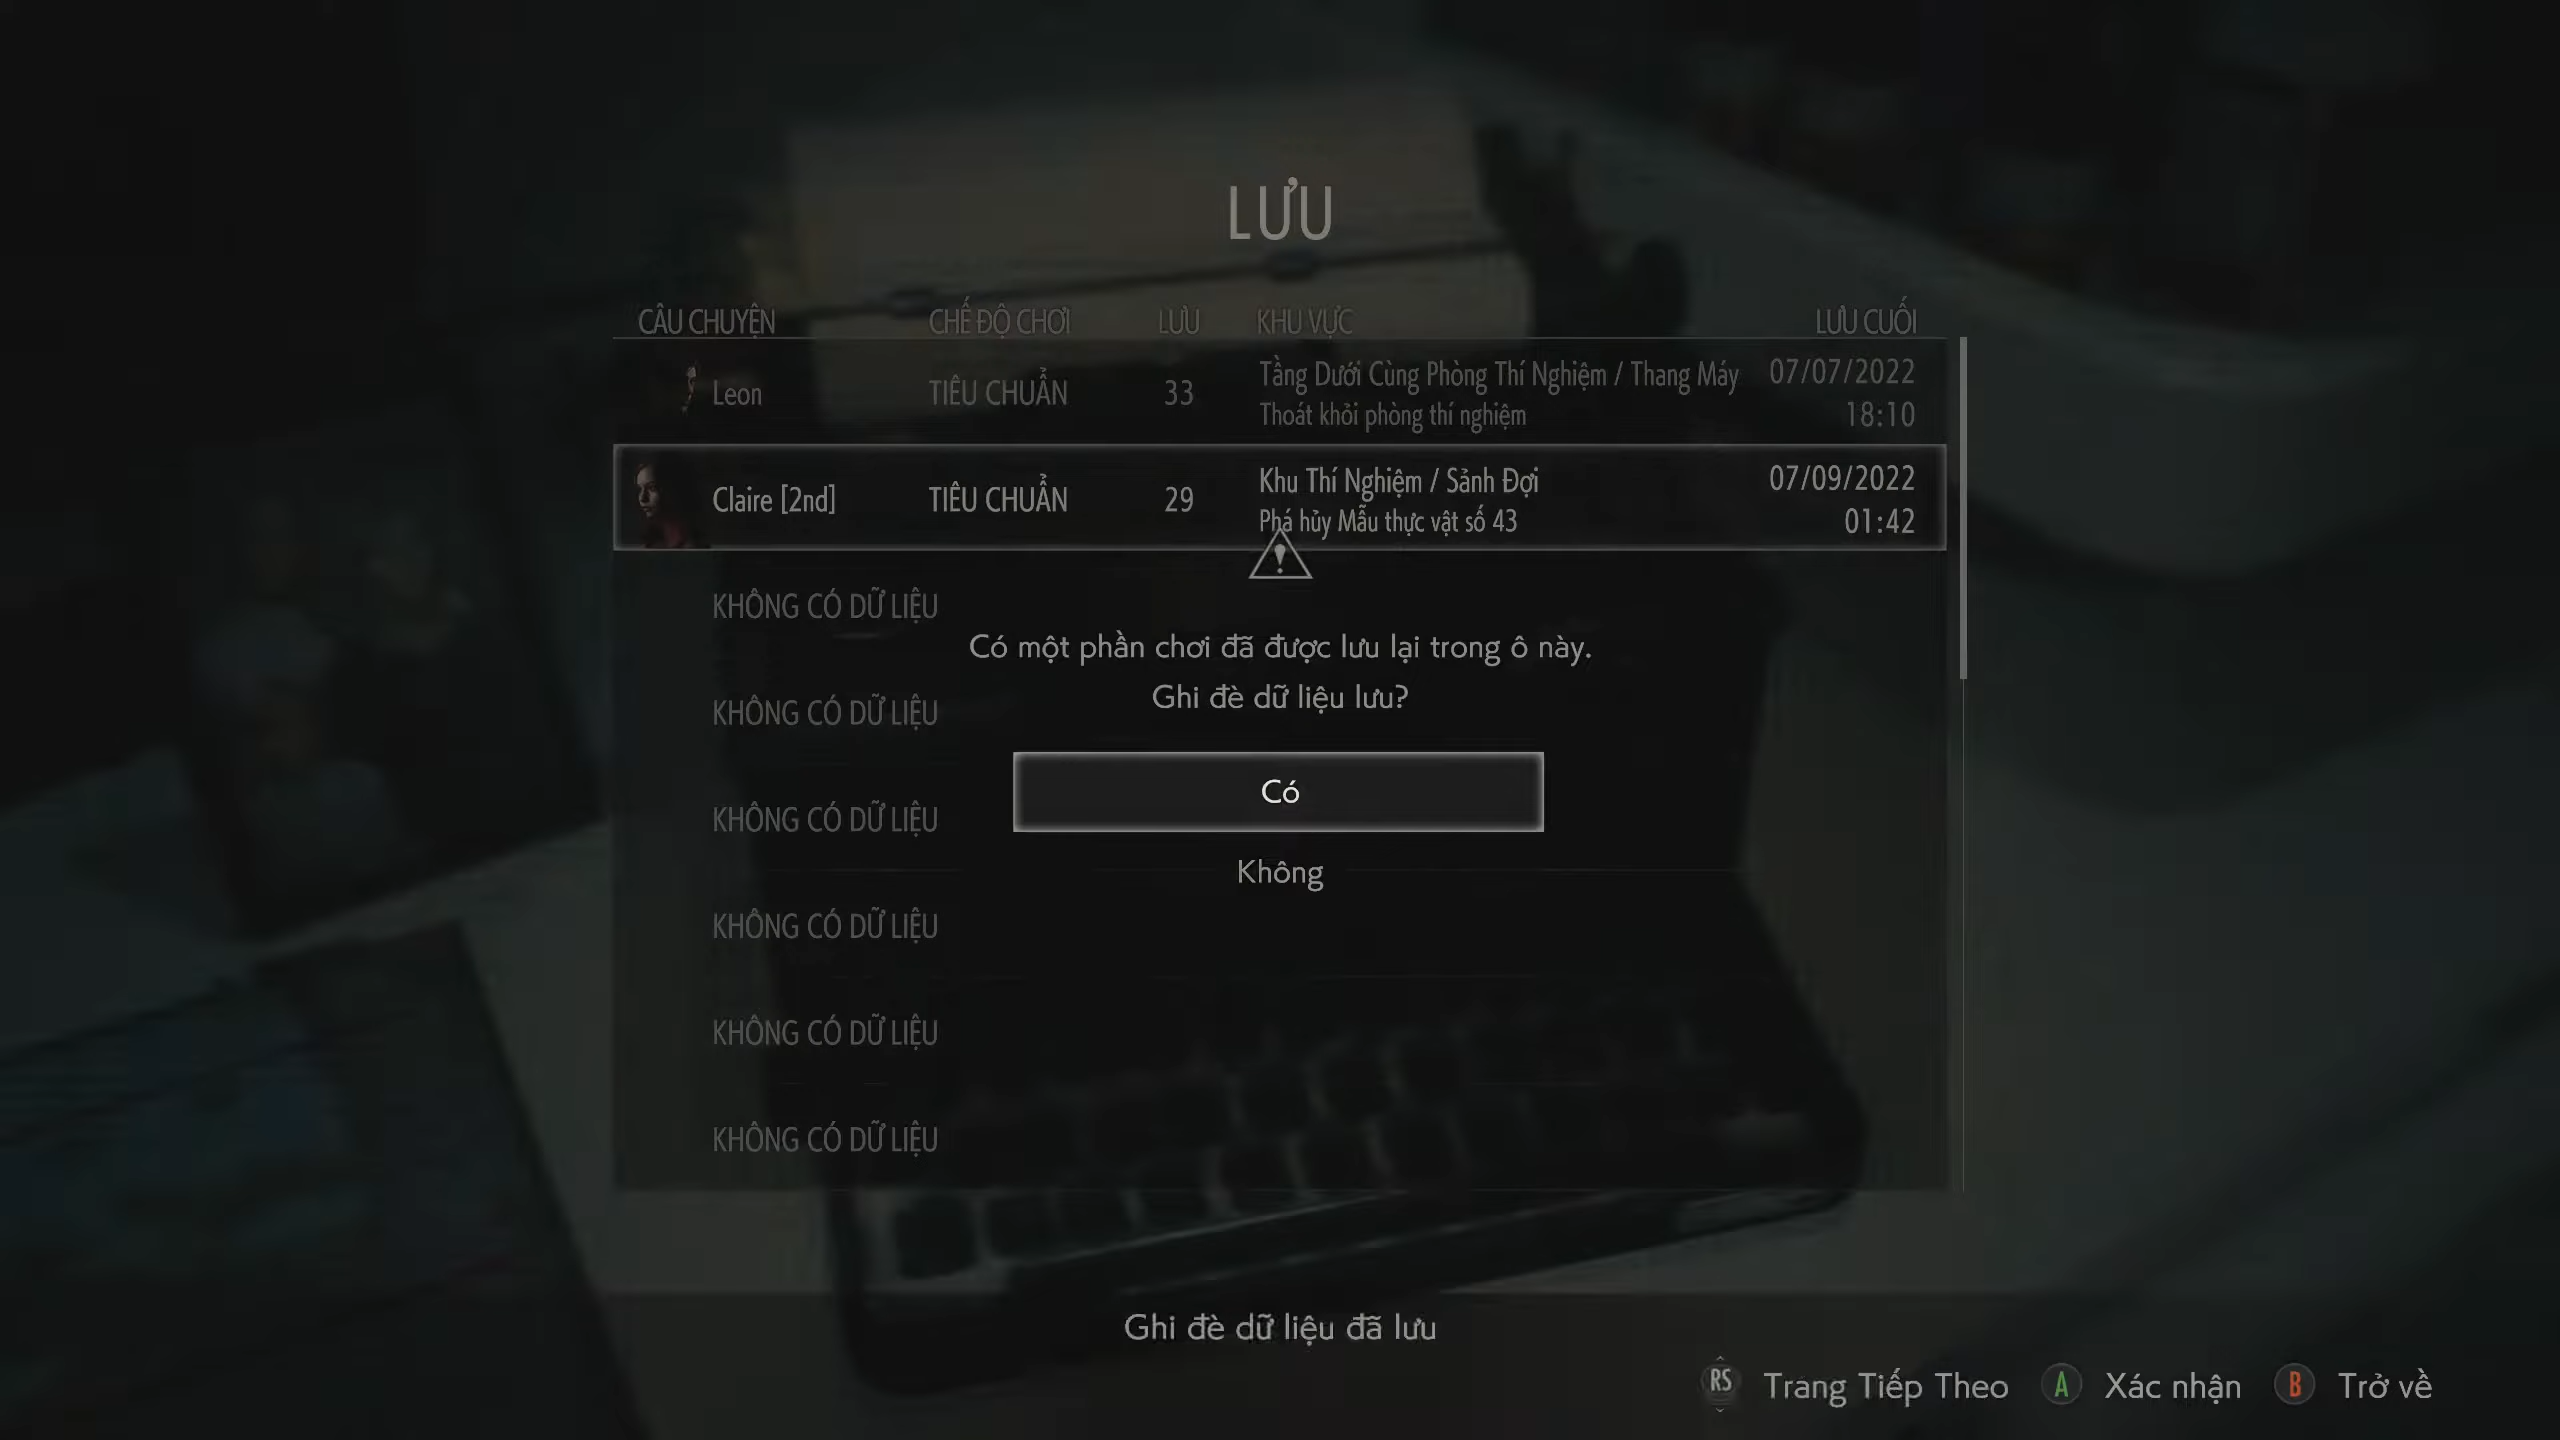 LƯU
CÂU CHUYỆN CHẾ ĐỘ CHƠI LƯU KHU VỰC LƯU CUỐI
Leon TIÊU CHUẨN 33 Tầng Dưới Cùng Phòng Thí Nghiệm / Thang Máy 07/07/2022
Thoát khỏi phòng thí nghiệm 18:10
Claire [2nd] TIÊU CHUẨN 29 Khu Thí Nghiệm / Sảnh Đợi 07/09/2022
Phá hủy Mẫu thực vật số 43 01:42
KHÔNG CÓ DỮ LIỆU
Có một phần chơi đã được lưu lại trong ô này.
Ghi đè dữ liệu lưu?
KHÔNG CÓ DỮ LIỆU
Có
KHÔNG CÓ DỮ LIỆU
Không
KHÔNG CÓ DỮ LIỆU
KHÔNG CÓ DỮ LIỆU
KHÔNG CÓ DỮ LIỆU
Ghi đè dữ liệu đã lưu
RS Trang Tiếp Theo A Xác nhận B Trở về